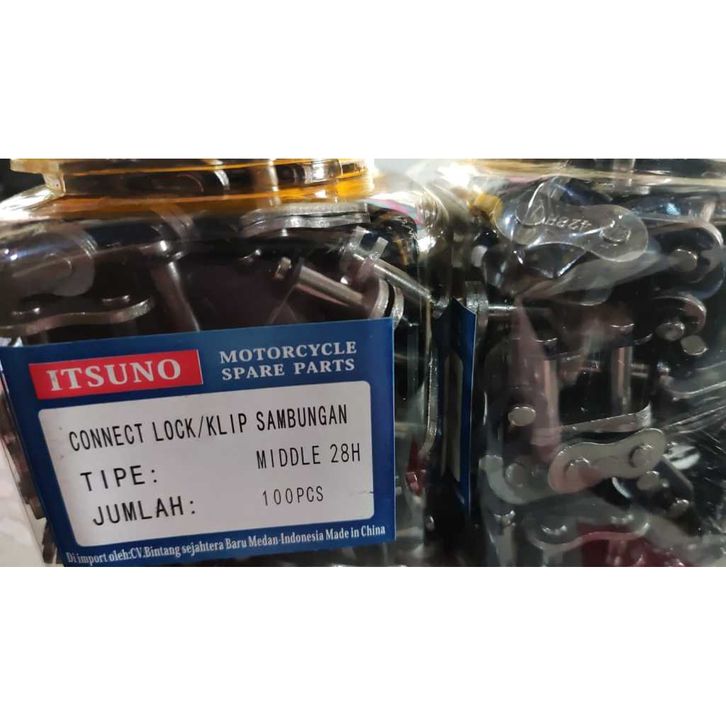 ITSUNO
MOTORCYCLE
SPARE PARTS
CONNECT LOCK/KLIP SAMBUNGAN
TIPE: MIDDLE 28H
JUMLAH: 100PCS
Di import oleh:CV.Bintang sejahtera Baru Medan-Indonesia Made in China